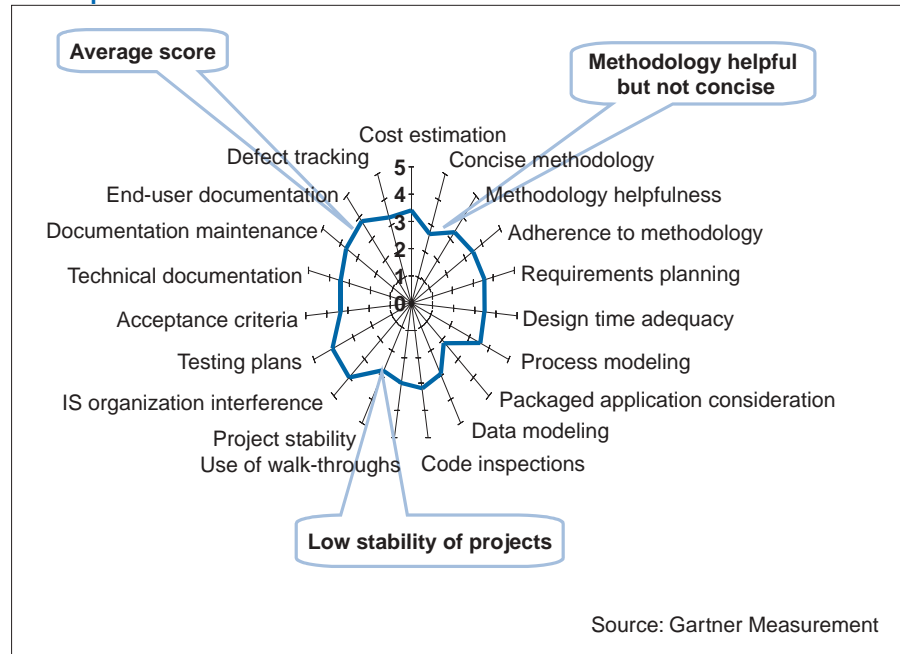 Average score
Methodology helpful
but not concise
Cost estimation
Defect tracking
Concise methodology
End-user documentation
Methodology helpfulness
Documentation maintenance
Adherence to methodology
Technical documentation
Requirements planning
Acceptance criteria
Design time adequacy
Testing plans
Process modeling
IS organization interference
Packaged application consideration
Project stability
Data modeling
Use of walk-throughs
Code inspections
5
4
3
2
1
0
Low stability of projects
Source: Gartner Measurement